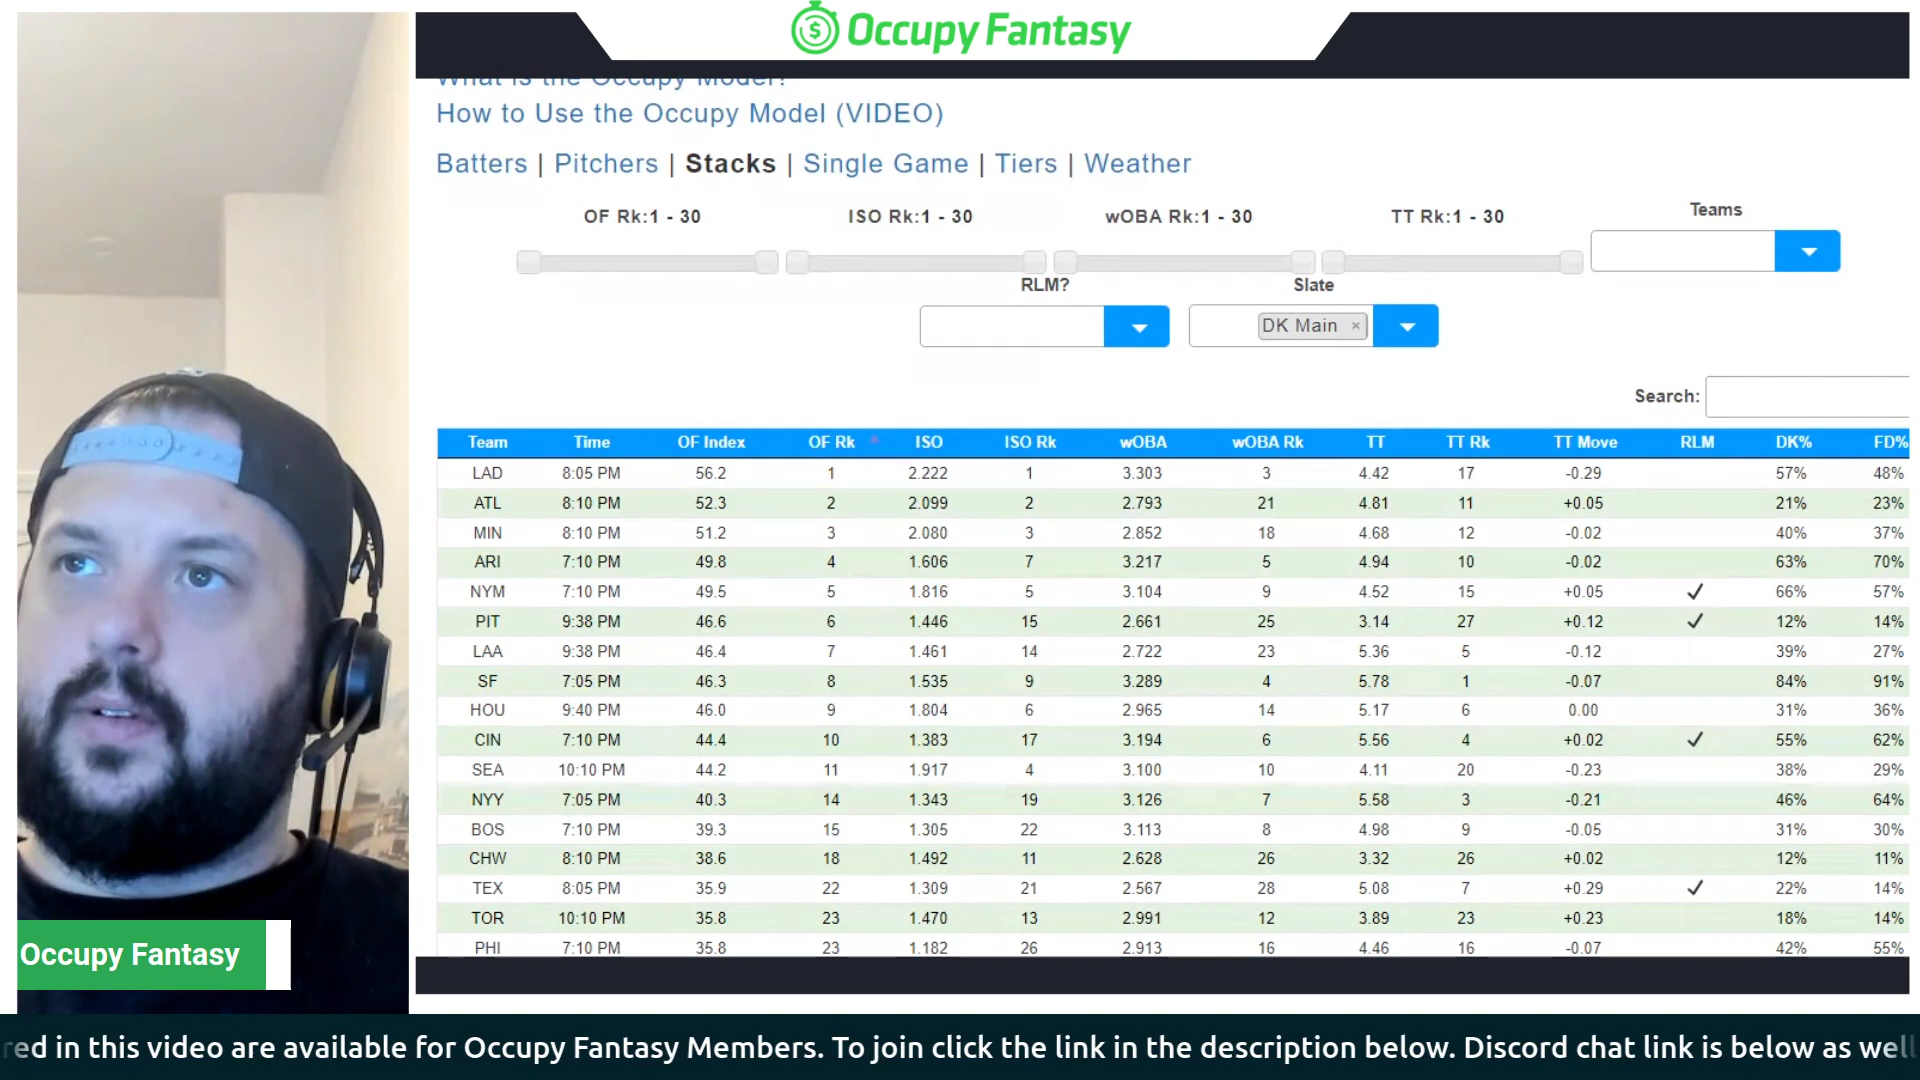 Occupy Fantasy
What is the Occupy Model?
How to Use the Occupy Model (VIDEO)
Batters | Pitchers | Stacks | Single Game | Tiers | Weather
OF Rk:1 - 30 ISO Rk:1 - 30 wOBA Rk:1 - 30 TT Rk:1 - 30 Teams
RLM? Slate
DK Main ×
Search:
Team Time OF Index OF Rk ISO ISO Rk wOBA wOBA Rk TT TT Rk TT Move RLM DK% FD%
LAD 8:05 PM 56.2 1 2.222 1 3.303 3 4.42 17 -0.29 57% 48%
ATL 8:10 PM 52.3 2 2.099 2 2.793 21 4.81 11 +0.05 21% 23%
MIN 8:10 PM 51.2 3 2.080 3 2.852 18 4.68 12 -0.02 40% 37%
ARI 7:10 PM 49.8 4 1.606 7 3.217 5 4.94 10 -0.02 63% 70%
NYM 7:10 PM 49.5 5 1.816 5 3.104 9 4.52 15 +0.05 ✓ 66% 57%
PIT 9:38 PM 46.6 6 1.446 15 2.661 25 3.14 27 +0.12 ✓ 12% 14%
LAA 9:38 PM 46.4 7 1.461 14 2.722 23 5.36 5 -0.12 39% 27%
SF 7:05 PM 46.3 8 1.535 9 3.289 4 5.78 1 -0.07 84% 91%
HOU 9:40 PM 46.0 9 1.804 6 2.965 14 5.17 6 0.00 31% 36%
CIN 7:10 PM 44.4 10 1.383 17 3.194 6 5.56 4 +0.02 ✓ 55% 62%
SEA 10:10 PM 44.2 11 1.917 4 3.100 10 4.11 20 -0.23 38% 29%
NYY 7:05 PM 40.3 14 1.343 19 3.126 7 5.58 3 -0.21 46% 64%
BOS 7:10 PM 39.3 15 1.305 22 3.113 8 4.98 9 -0.05 31% 30%
CHW 8:10 PM 38.6 18 1.492 11 2.628 26 3.32 26 +0.02 12% 11%
TEX 8:05 PM 35.9 22 1.309 21 2.567 28 5.08 7 +0.29 ✓ 22% 14%
TOR 10:10 PM 35.8 23 1.470 13 2.991 12 3.89 23 +0.23 18% 14%
PHI 7:10 PM 35.8 23 1.182 26 2.913 16 4.46 16 -0.07 42% 55%
Occupy Fantasy
red in this video are available for Occupy Fantasy Members. To join click the link in the description below. Discord chat link is below as well